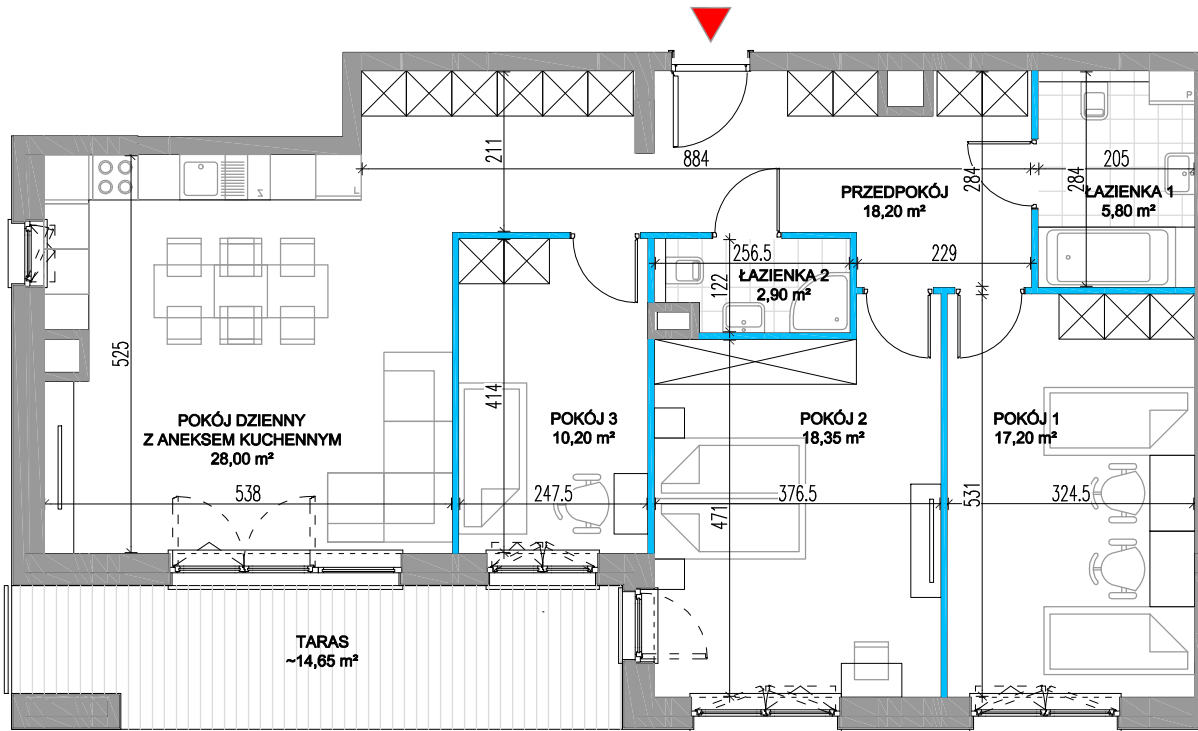 884
211
PRZEDPOKÓJ
18,20 m²
284
284
205
ŁAZIENKA 1
5,80 m²
256.5
ŁAZIENKA 2
2,90 m²
122
229
525
414
POKÓJ DZIENNY
Z ANEKSEM KUCHENNYM
28,00 m²
POKÓJ 3
10,20 m²
POKÓJ 2
18,35 m²
POKÓJ 1
17,20 m²
538
247.5
376.5
324.5
471
531
TARAS
~14,65 m²
P
Z
L